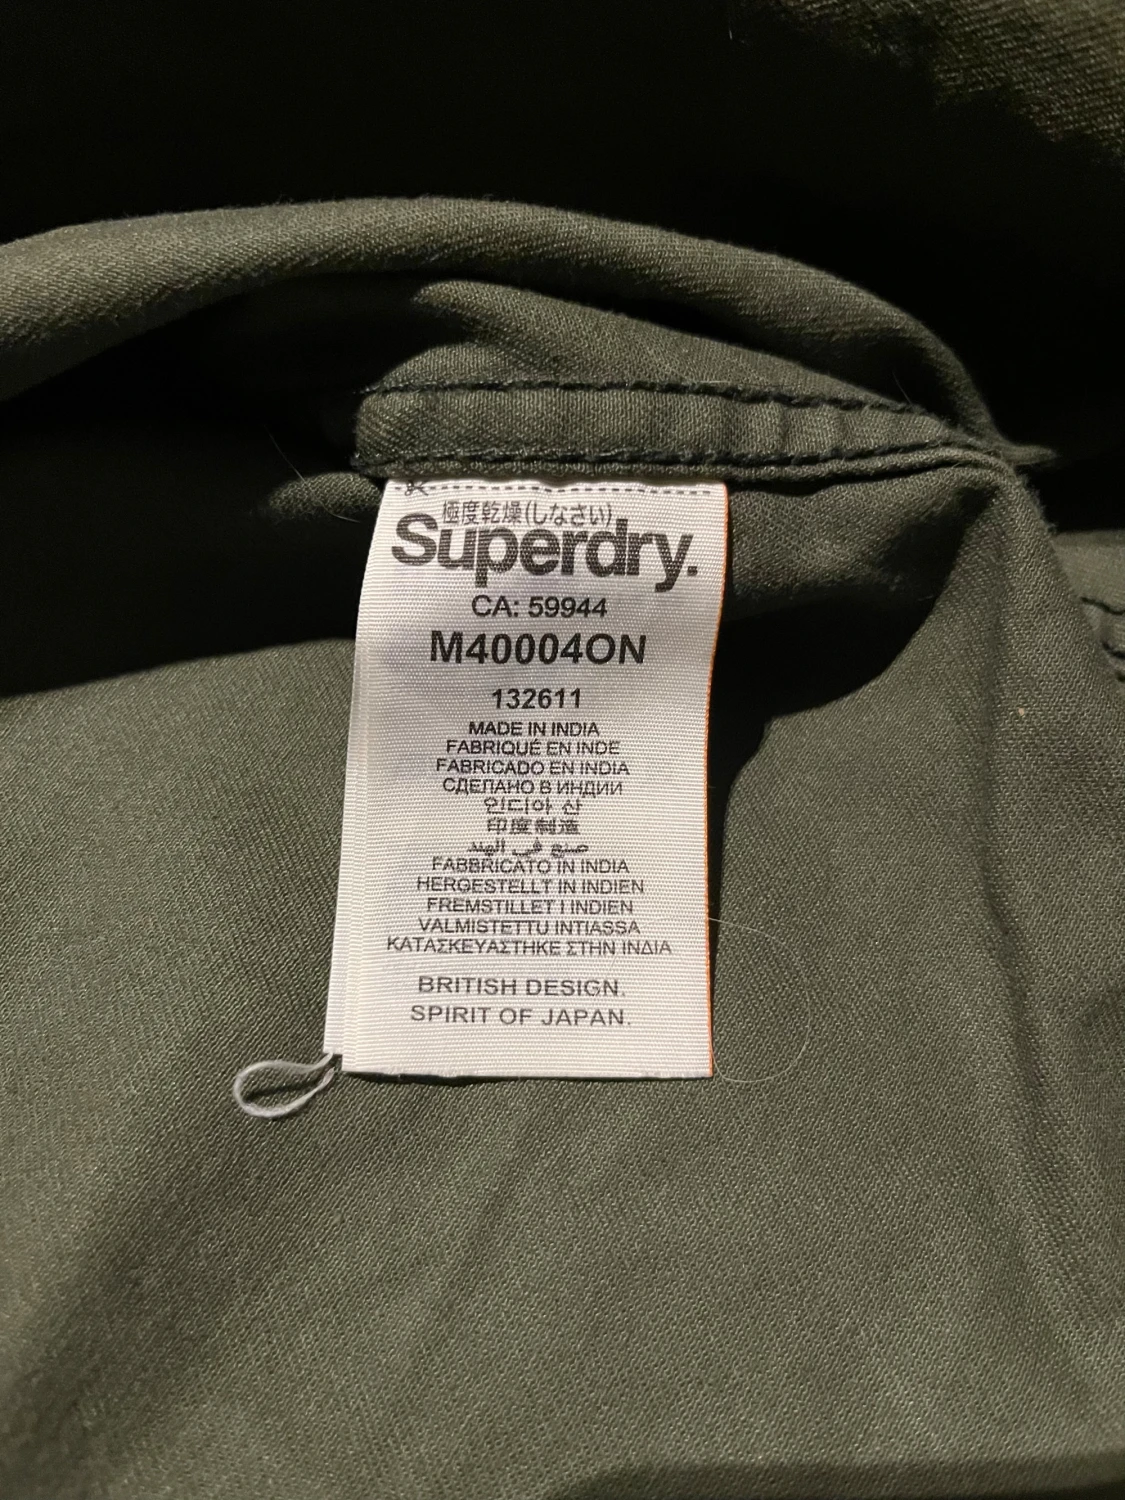 極度乾燥(しなさい)
Superdry.
CA: 59944
M40004ON
132611
MADE IN INDIA
FABRIQUÉ EN INDE
FABRICADO EN INDIA
СДЕЛАНО В ИНДИИ
인디아 산
印度制造
صنع في الهند
FABBRICATO IN INDIA
HERGESTELLT IN INDIEN
FREMSTILLET I INDIEN
VALMISTETTU INTIASSA
ΚΑΤΑΣΚΕΥΑΣΤΗΚΕ ΣΤΗΝ ΙΝΔΙΑ
BRITISH DESIGN.
SPIRIT OF JAPAN.